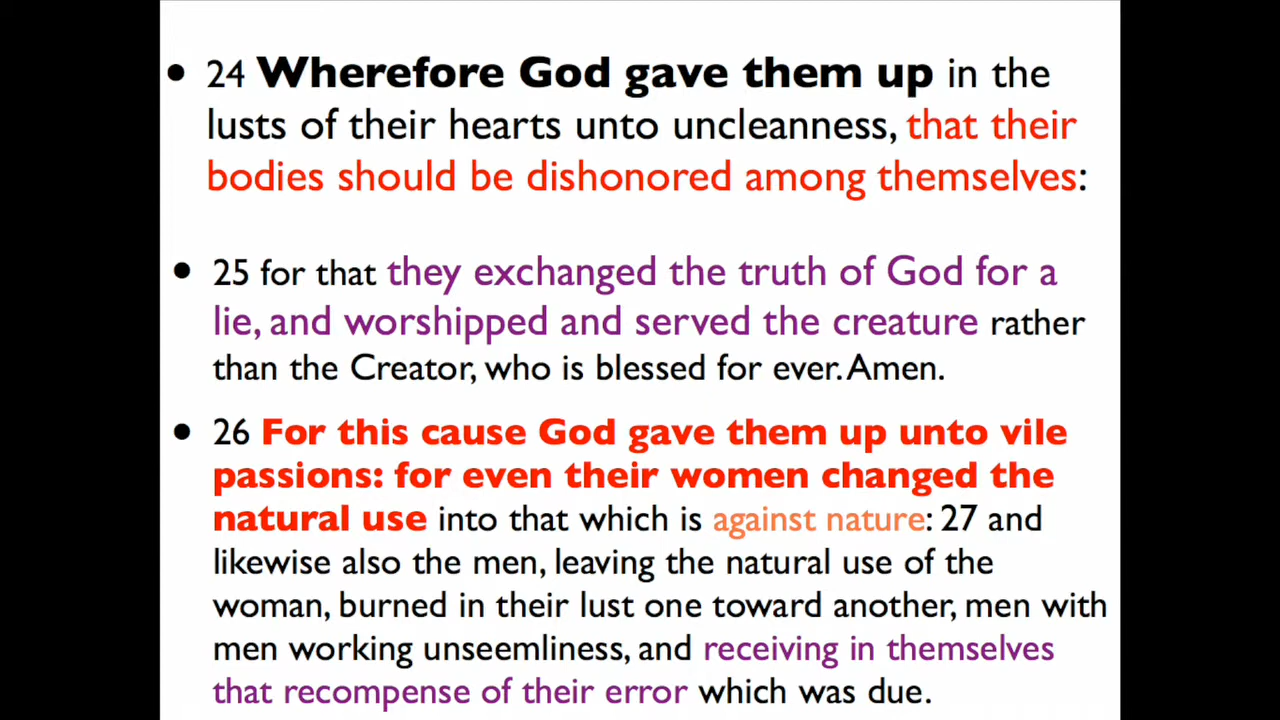 • 24 Wherefore God gave them up in the
lusts of their hearts unto uncleanness, that their
bodies should be dishonored among themselves:
• 25 for that they exchanged the truth of God for a
lie, and worshipped and served the creature rather
than the Creator, who is blessed for ever. Amen.
• 26 For this cause God gave them up unto vile
passions: for even their women changed the
natural use into that which is against nature: 27 and
likewise also the men, leaving the natural use of the
woman, burned in their lust one toward another, men with
men working unseemliness, and receiving in themselves
that recompense of their error which was due.